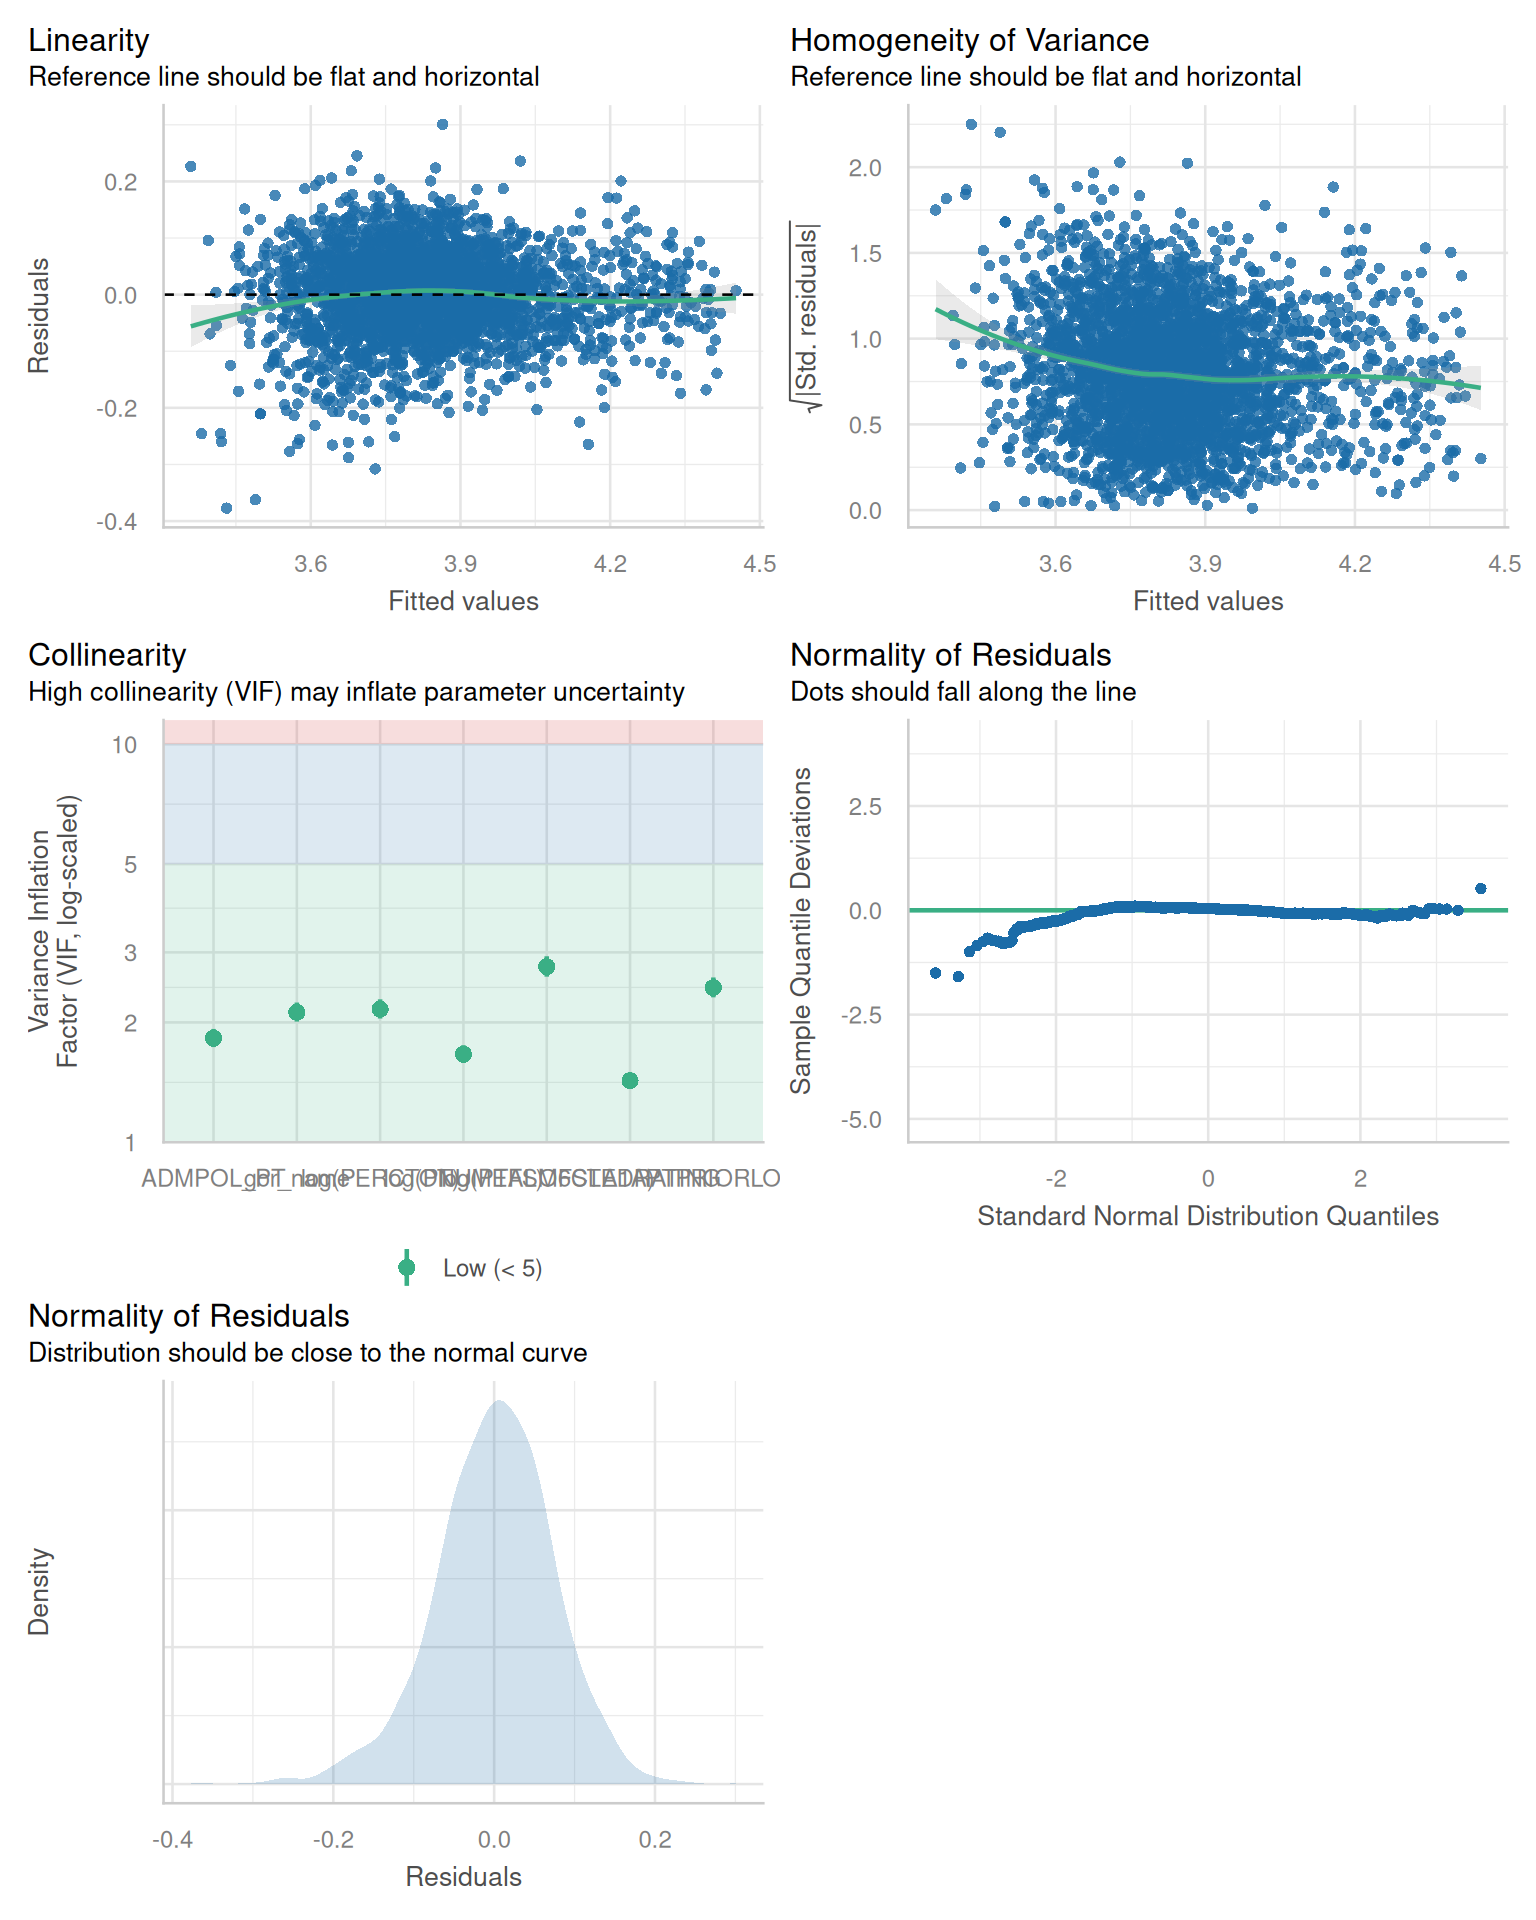 Linearity
Reference line should be flat and horizontal
Residuals
0.2
0.0
-0.2
-0.4
3.6 3.9 4.2 4.5
Fitted values
Homogeneity of Variance
Reference line should be flat and horizontal
√|Std. residuals|
2.0
1.5
1.0
0.5
0.0
3.6 3.9 4.2 4.5
Fitted values
Collinearity
High collinearity (VIF) may inflate parameter uncertainty
Variance Inflation
Factor (VIF, log-scaled)
10
5
3
2
1
Low (< 5)
Normality of Residuals
Dots should fall along the line
Sample Quantile Deviations
2.5
0.0
-2.5
-5.0
-2 0 2
Standard Normal Distribution Quantiles
Normality of Residuals
Distribution should be close to the normal curve
Density
-0.4 -0.2 0.0 0.2
Residuals